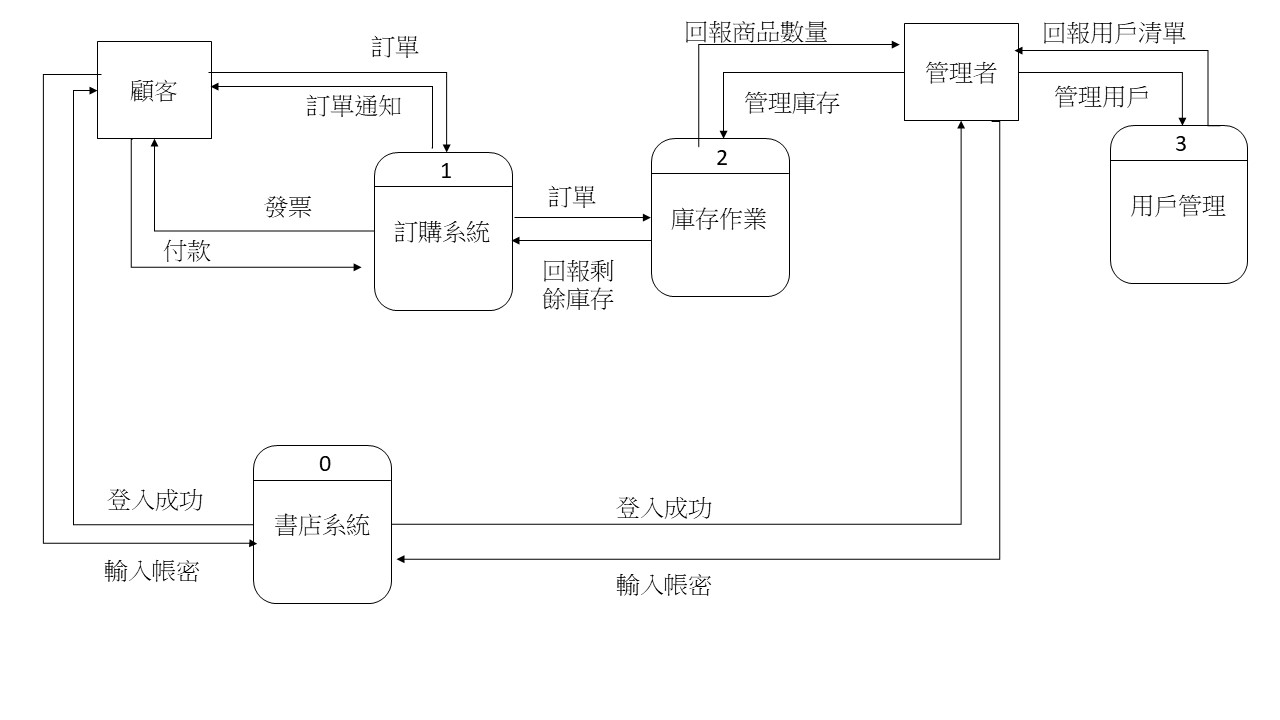 回報商品數量
回報用戶清單
訂單
顧客
管理者
管理庫存
管理用戶
訂單通知
1
2
3
發票
訂單
訂購系統
庫存作業
用戶管理
付款
回報剩
餘庫存
0
登入成功
書店系統
登入成功
輸入帳密
輸入帳密